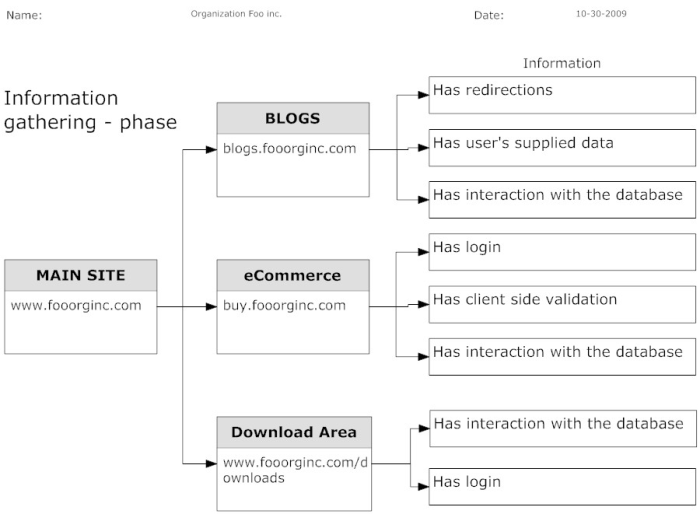 Name: Organization Foo inc. Date: 10-30-2009
Information
Information
gathering - phase
Has redirections
BLOGS
blogs.fooorginc.com
Has user's supplied data
Has interaction with the database
MAIN SITE
www.fooorginc.com
eCommerce
buy.fooorginc.com
Has login
Has client side validation
Has interaction with the database
Download Area
www.fooorginc.com/d
ownloads
Has interaction with the database
Has login